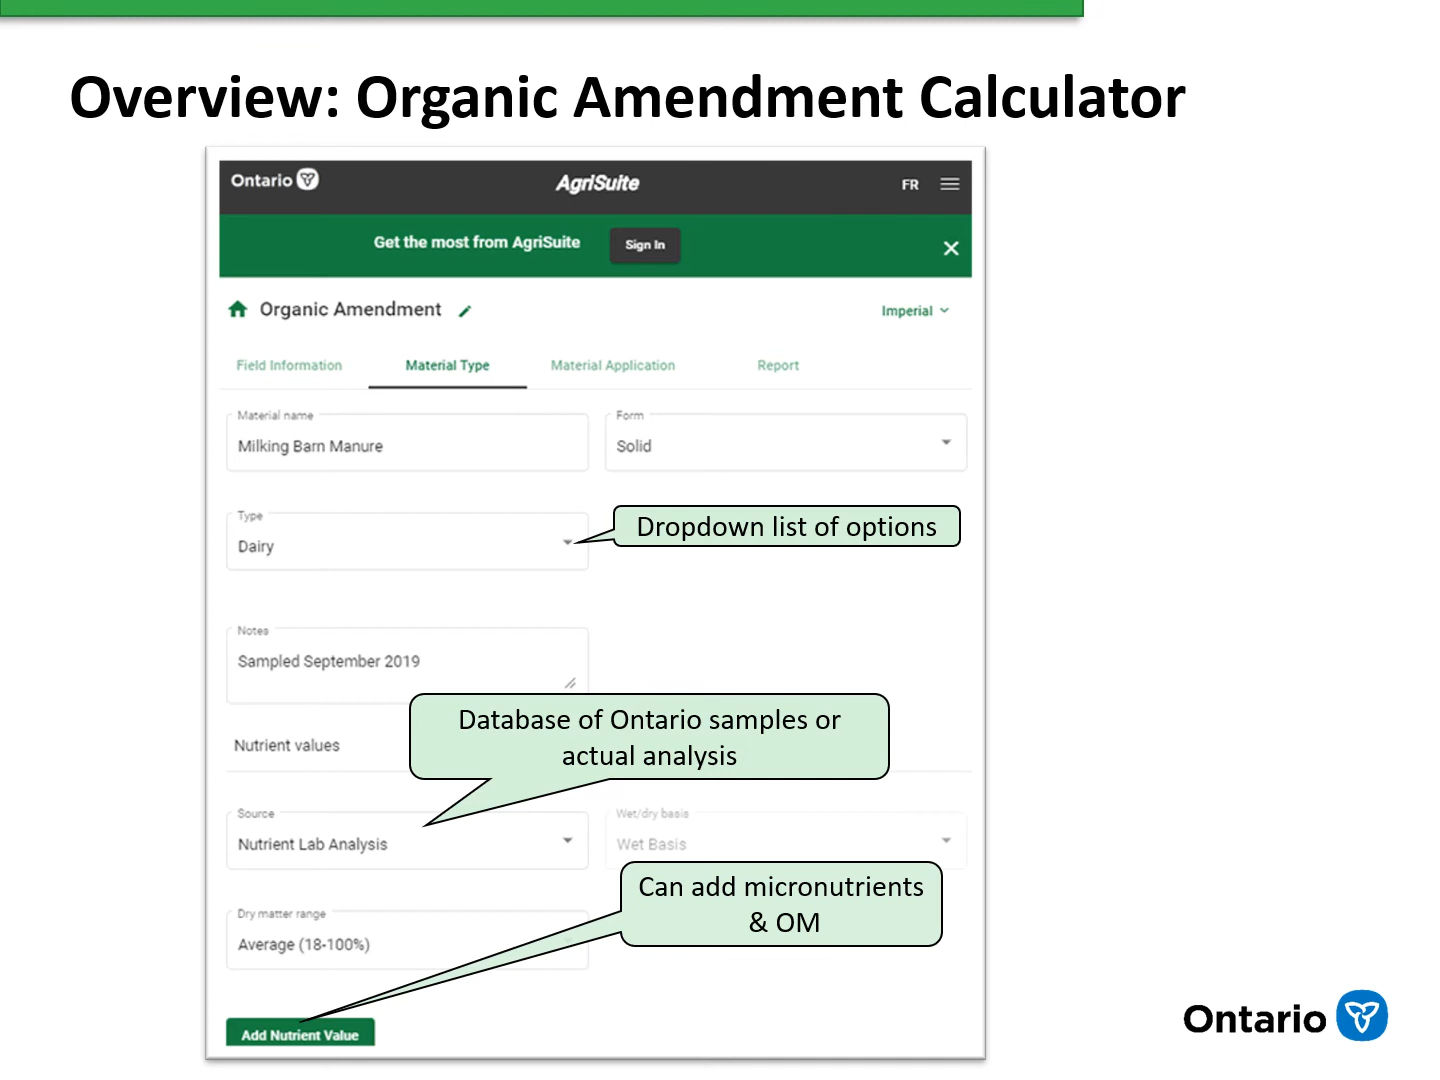 Overview: Organic Amendment Calculator
Ontario
AgriSuite
FR
Get the most from AgriSuite
Sign In
Organic Amendment
Imperial
Field Information
Material Type
Material Application
Report
Material name
Milking Barn Manure
Form
Solid
Type
Dairy
Dropdown list of options
Notes
Sampled September 2019
Database of Ontario samples or
actual analysis
Nutrient values
Source
Nutrient Lab Analysis
Wet/dry basis
Wet Basis
Can add micronutrients
& OM
Dry matter range
Average (18-100%)
Add Nutrient Value
Ontario